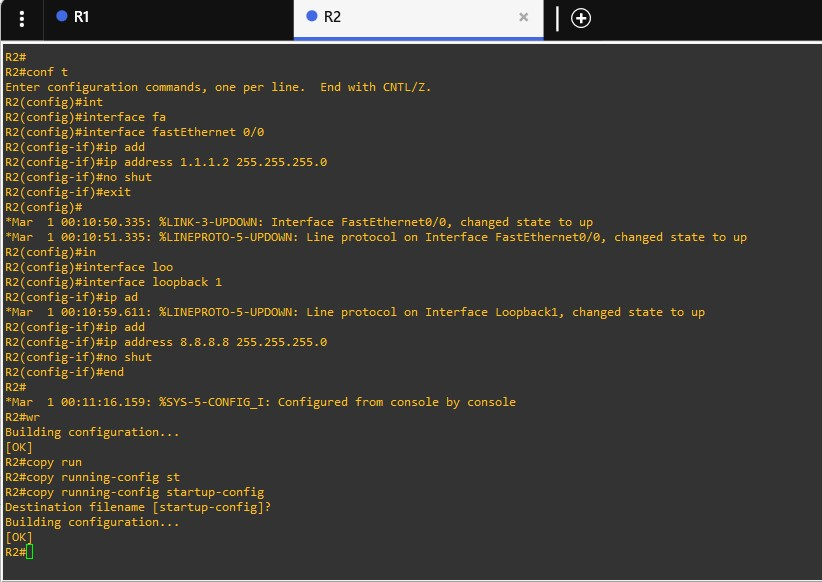 R1
R2
R2#
R2#conf t
Enter configuration commands, one per line.  End with CNTL/Z.
R2(config)#int
R2(config)#interface fa
R2(config)#interface fastEthernet 0/0
R2(config-if)#ip add
R2(config-if)#ip address 1.1.1.2 255.255.255.0
R2(config-if)#no shut
R2(config-if)#exit
R2(config)#
*Mar  1 00:10:50.335: %LINK-3-UPDOWN: Interface FastEthernet0/0, changed state to up
*Mar  1 00:10:51.335: %LINEPROTO-5-UPDOWN: Line protocol on Interface FastEthernet0/0, changed state to up
R2(config)#in
R2(config)#interface loo
R2(config)#interface loopback 1
R2(config-if)#ip ad
*Mar  1 00:10:59.611: %LINEPROTO-5-UPDOWN: Line protocol on Interface Loopback1, changed state to up
R2(config-if)#ip add
R2(config-if)#ip address 8.8.8.8 255.255.255.0
R2(config-if)#no shut
R2(config-if)#end
R2#
*Mar  1 00:11:16.159: %SYS-5-CONFIG_I: Configured from console by console
R2#wr
Building configuration...
[OK]
R2#copy run
R2#copy running-config st
R2#copy running-config startup-config
Destination filename [startup-config]?
Building configuration...
[OK]
R2#